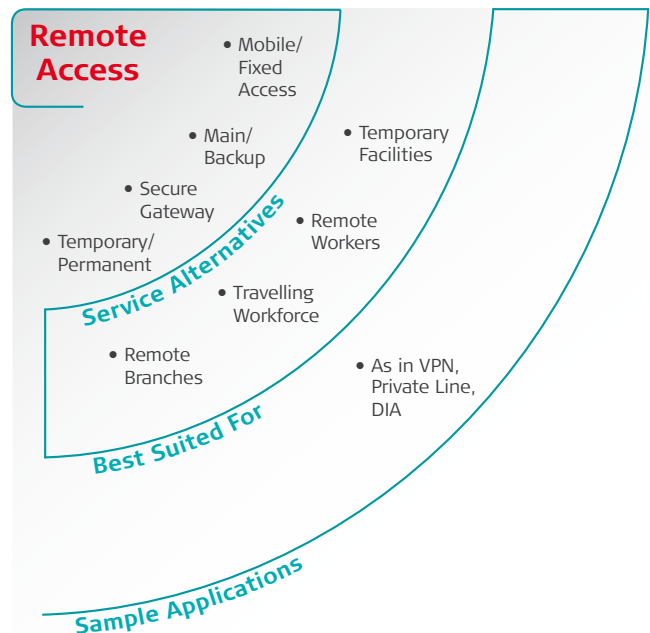 Remote
Access
• Mobile/
Fixed
Access
• Main/
Backup
• Secure
Gateway
• Temporary/
Permanent
Service Alternatives
• Temporary
Facilities
• Remote
Workers
• Travelling
Workforce
• Remote
Branches
Best Suited For
• As in VPN,
Private Line,
DIA
Sample Applications